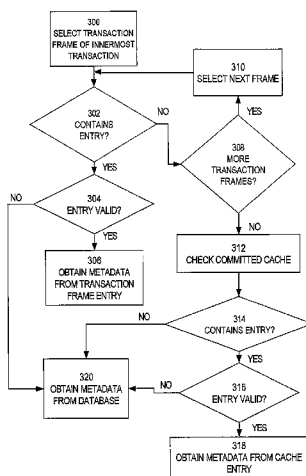 300
SELECT TRANSACTION
FRAME OF INNERMOST
TRANSACTION
310
SELECT NEXT FRAME
302
CONTAINS
ENTRY?
NO
YES
308
MORE
TRANSACTION
FRAMES?
YES
NO
304
ENTRY VALID?
NO
YES
306
OBTAIN METADATA
FROM TRANSACTION
FRAME ENTRY
312
CHECK COMMITTED CACHE
314
CONTAINS ENTRY?
NO
YES
320
OBTAIN METADATA
FROM DATABASE
NO
316
ENTRY VALID?
YES
318
OBTAIN METADATA FROM CACHE
ENTRY